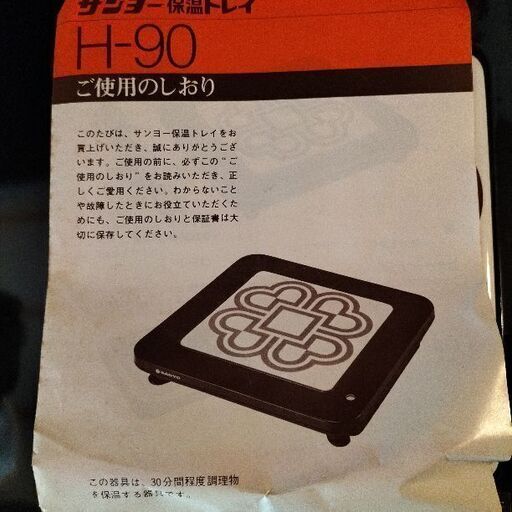 サンヨー保温トレイ
H-90
ご使用のしおり
このたびは、サンヨー保温トレイをお
買上げいただき、誠にありがとうござ
います。ご使用の前に、必ずこの“ご
使用のしおり”をお読みいただき、正
しくご愛用ください。わからないこと
や故障したときにお役立ていただくた
めにも、ご使用のしおりと保証書は大
切に保存してください。
SANYO
この器具は、30分間程度調理物
を保温する器具です。